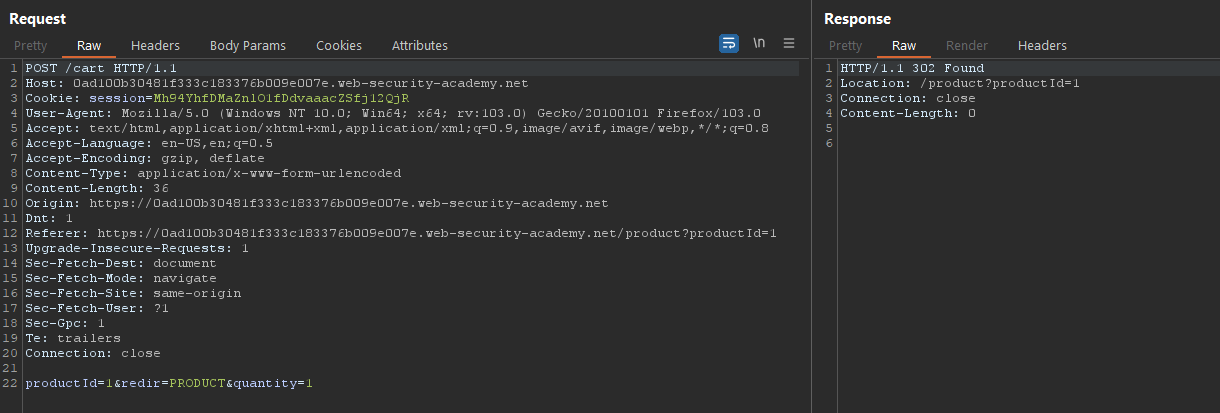 Request
Pretty Raw Headers Body Params Cookies Attributes \n
1 POST /cart HTTP/1.1
2 Host: 0ad100b30481f333c183376b009e007e.web-security-academy.net
3 Cookie: session=Mh94YhfDMaZnlO1fDdvaaacZSfj12QjR
4 User-Agent: Mozilla/5.0 (Windows NT 10.0; Win64; x64; rv:103.0) Gecko/20100101 Firefox/103.0
5 Accept: text/html,application/xhtml+xml,application/xml;q=0.9,image/avif,image/webp,*/*;q=0.8
6 Accept-Language: en-US,en;q=0.5
7 Accept-Encoding: gzip, deflate
8 Content-Type: application/x-www-form-urlencoded
9 Content-Length: 36
10 Origin: https://0ad100b30481f333c183376b009e007e.web-security-academy.net
11 Dnt: 1
12 Referer: https://0ad100b30481f333c183376b009e007e.web-security-academy.net/product?productId=1
13 Upgrade-Insecure-Requests: 1
14 Sec-Fetch-Dest: document
15 Sec-Fetch-Mode: navigate
16 Sec-Fetch-Site: same-origin
17 Sec-Fetch-User: ?1
18 Sec-Gpc: 1
19 Te: trailers
20 Connection: close
21
22 productId=1&redir=PRODUCT&quantity=1
Response
Pretty Raw Render Headers
1 HTTP/1.1 302 Found
2 Location: /product?productId=1
3 Connection: close
4 Content-Length: 0
5
6